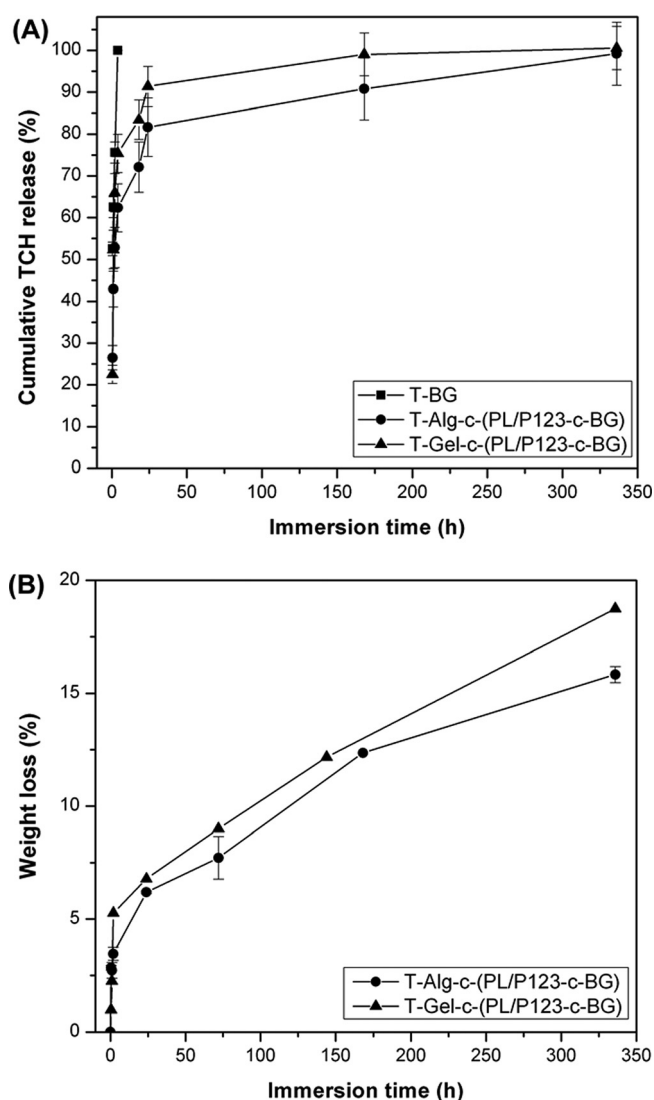 (A)
100
90
80
70
60
50
40
30
20
10
0
Cumulative TCH release (%)
T-BG
T-Alg-c-(PL/P123-c-BG)
T-Gel-c-(PL/P123-c-BG)
0 50 100 150 200 250 300 350
Immersion time (h)
(B)
20
15
10
5
0
Weight loss (%)
T-Alg-c-(PL/P123-c-BG)
T-Gel-c-(PL/P123-c-BG)
0 50 100 150 200 250 300 350
Immersion time (h)